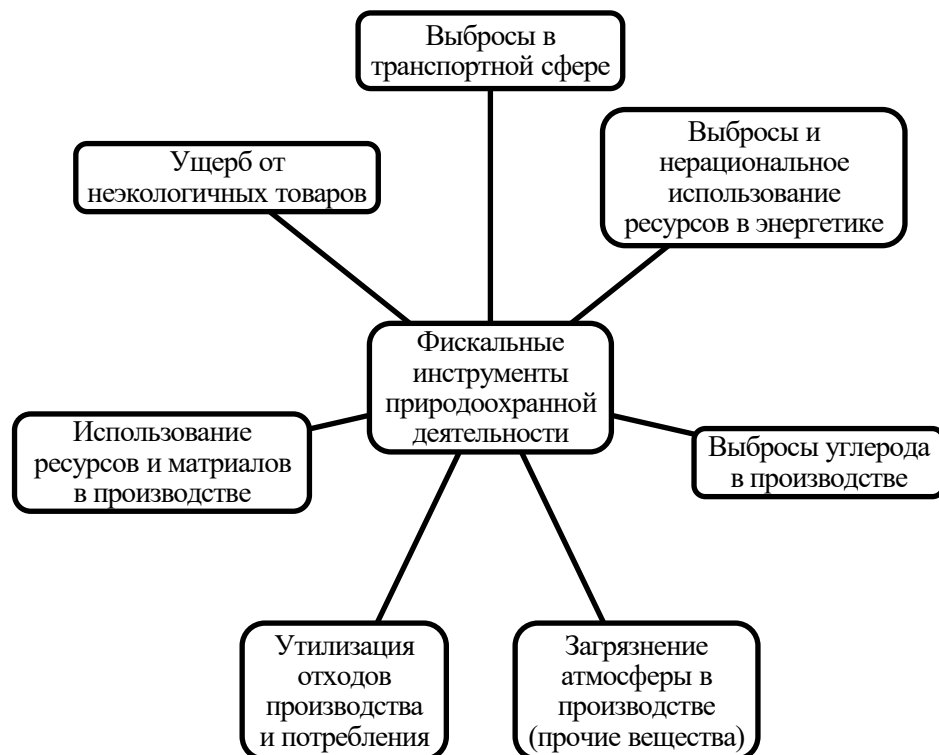 Выбросы в
транспортной сфере
Выбросы и
нерациональное
использование
ресурсов в энергетике
Ущерб от
неэкологичных товаров
Фискальные
инструменты
природоохранной
деятельности
Использование
ресурсов и матриалов
в производстве
Выбросы углерода
в производстве
Утилизация
отходов
производства
и потребления
Загрязнение
атмосферы в
производстве
(прочие вещества)